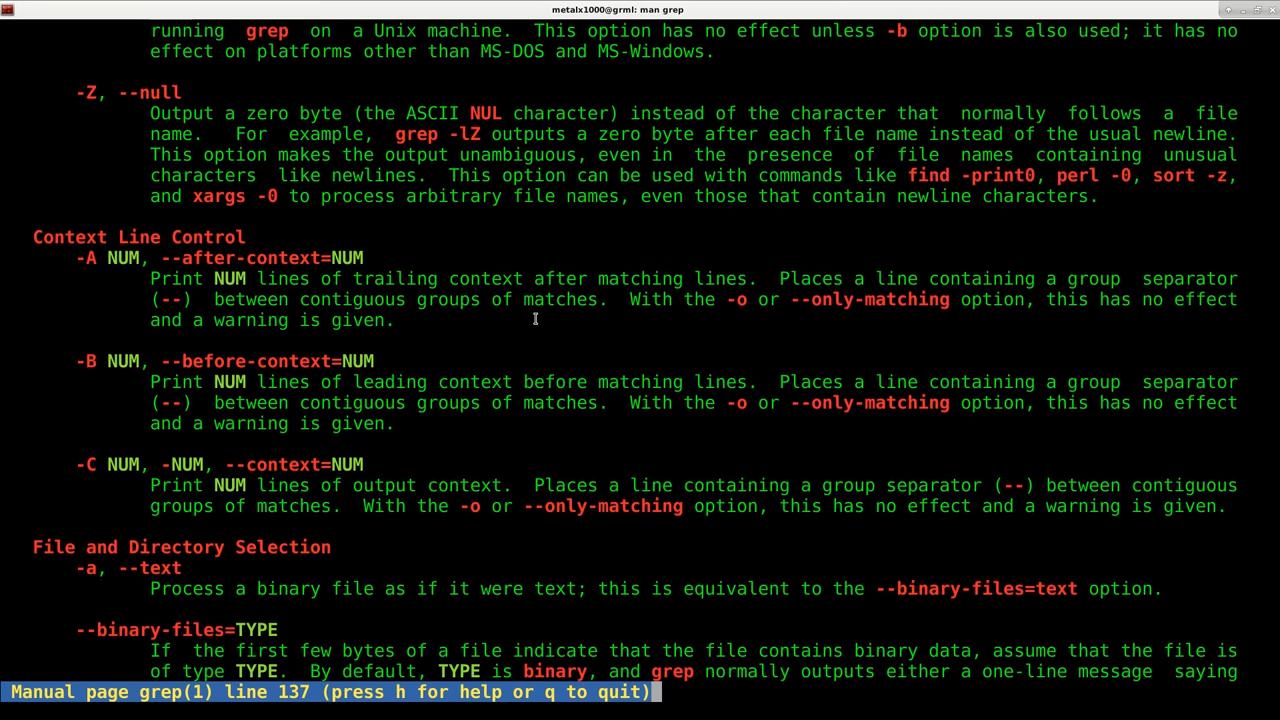 metalx1000@grml: man grep
running grep on a Unix machine. This option has no effect unless -b option is also used; it has no
effect on platforms other than MS-DOS and MS-Windows.
-Z, --null
Output a zero byte (the ASCII NUL character) instead of the character that normally follows a file
name. For example, grep -lZ outputs a zero byte after each file name instead of the usual newline.
This option makes the output unambiguous, even in the presence of file names containing unusual
characters like newlines. This option can be used with commands like find -print0, perl -0, sort -z,
and xargs -0 to process arbitrary file names, even those that contain newline characters.
Context Line Control
-A NUM, --after-context=NUM
Print NUM lines of trailing context after matching lines. Places a line containing a group separator
(--) between contiguous groups of matches. With the -o or --only-matching option, this has no effect
and a warning is given.
-B NUM, --before-context=NUM
Print NUM lines of leading context before matching lines. Places a line containing a group separator
(--) between contiguous groups of matches. With the -o or --only-matching option, this has no effect
and a warning is given.
-C NUM, -NUM, --context=NUM
Print NUM lines of output context. Places a line containing a group separator (--) between contiguous
groups of matches. With the -o or --only-matching option, this has no effect and a warning is given.
File and Directory Selection
-a, --text
Process a binary file as if it were text; this is equivalent to the --binary-files=text option.
--binary-files=TYPE
If the first few bytes of a file indicate that the file contains binary data, assume that the file is
of type TYPE. By default, TYPE is binary, and grep normally outputs either a one-line message saying
Manual page grep(1) line 137 (press h for help or q to quit)